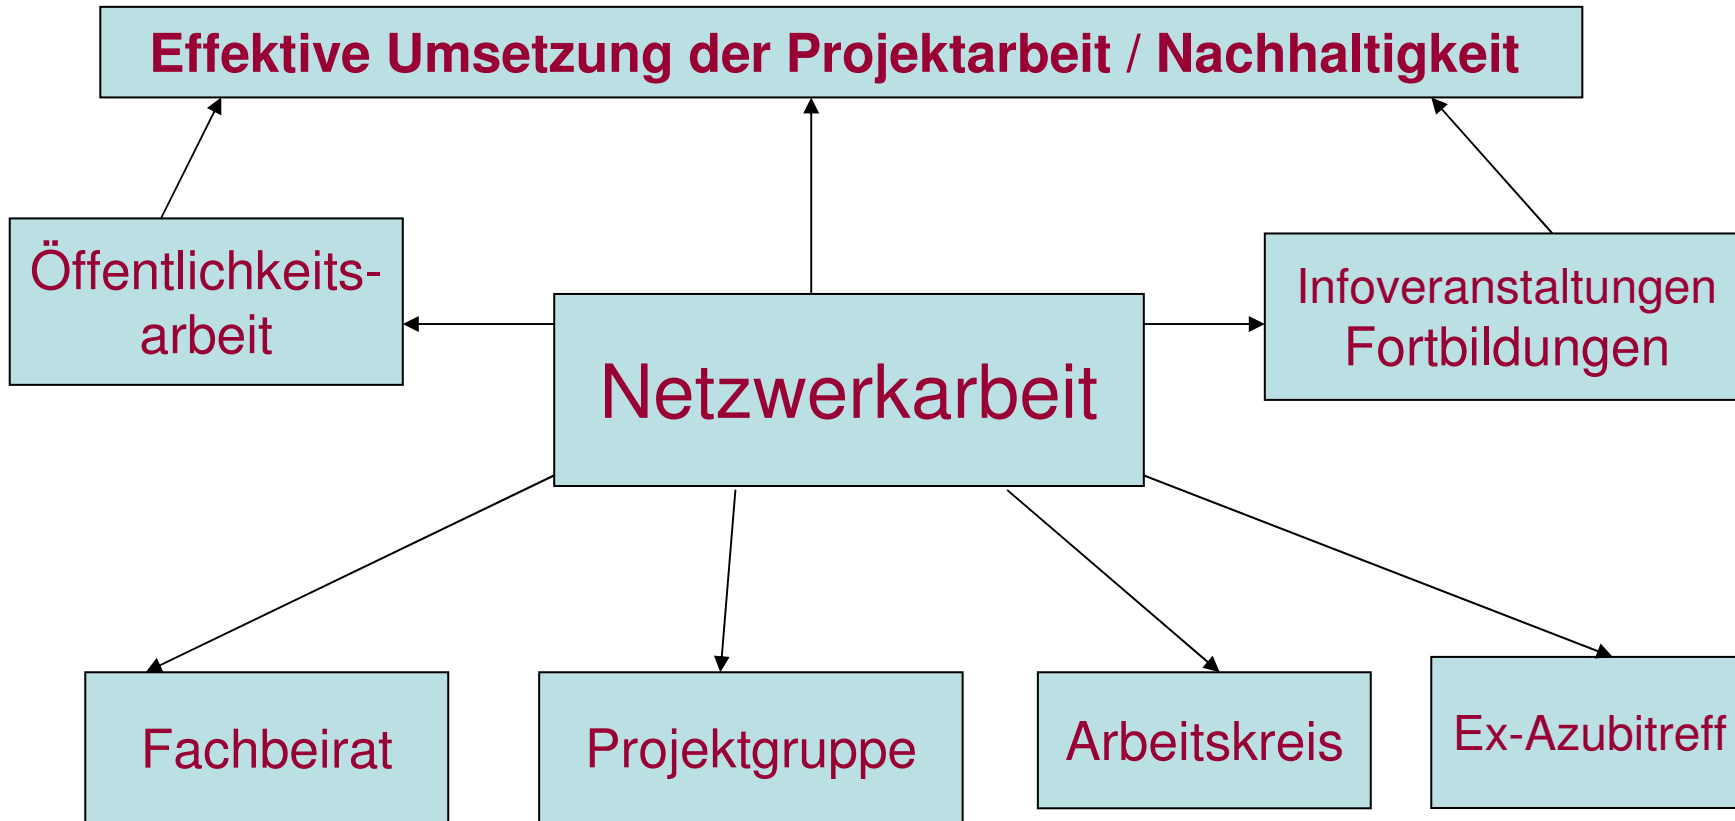 Effektive Umsetzung der Projektarbeit / Nachhaltigkeit
Öffentlichkeits-
arbeit
Netzwerkarbeit
Infoveranstaltungen
Fortbildungen
Fachbeirat
Projektgruppe
Arbeitskreis
Ex-Azubitreff